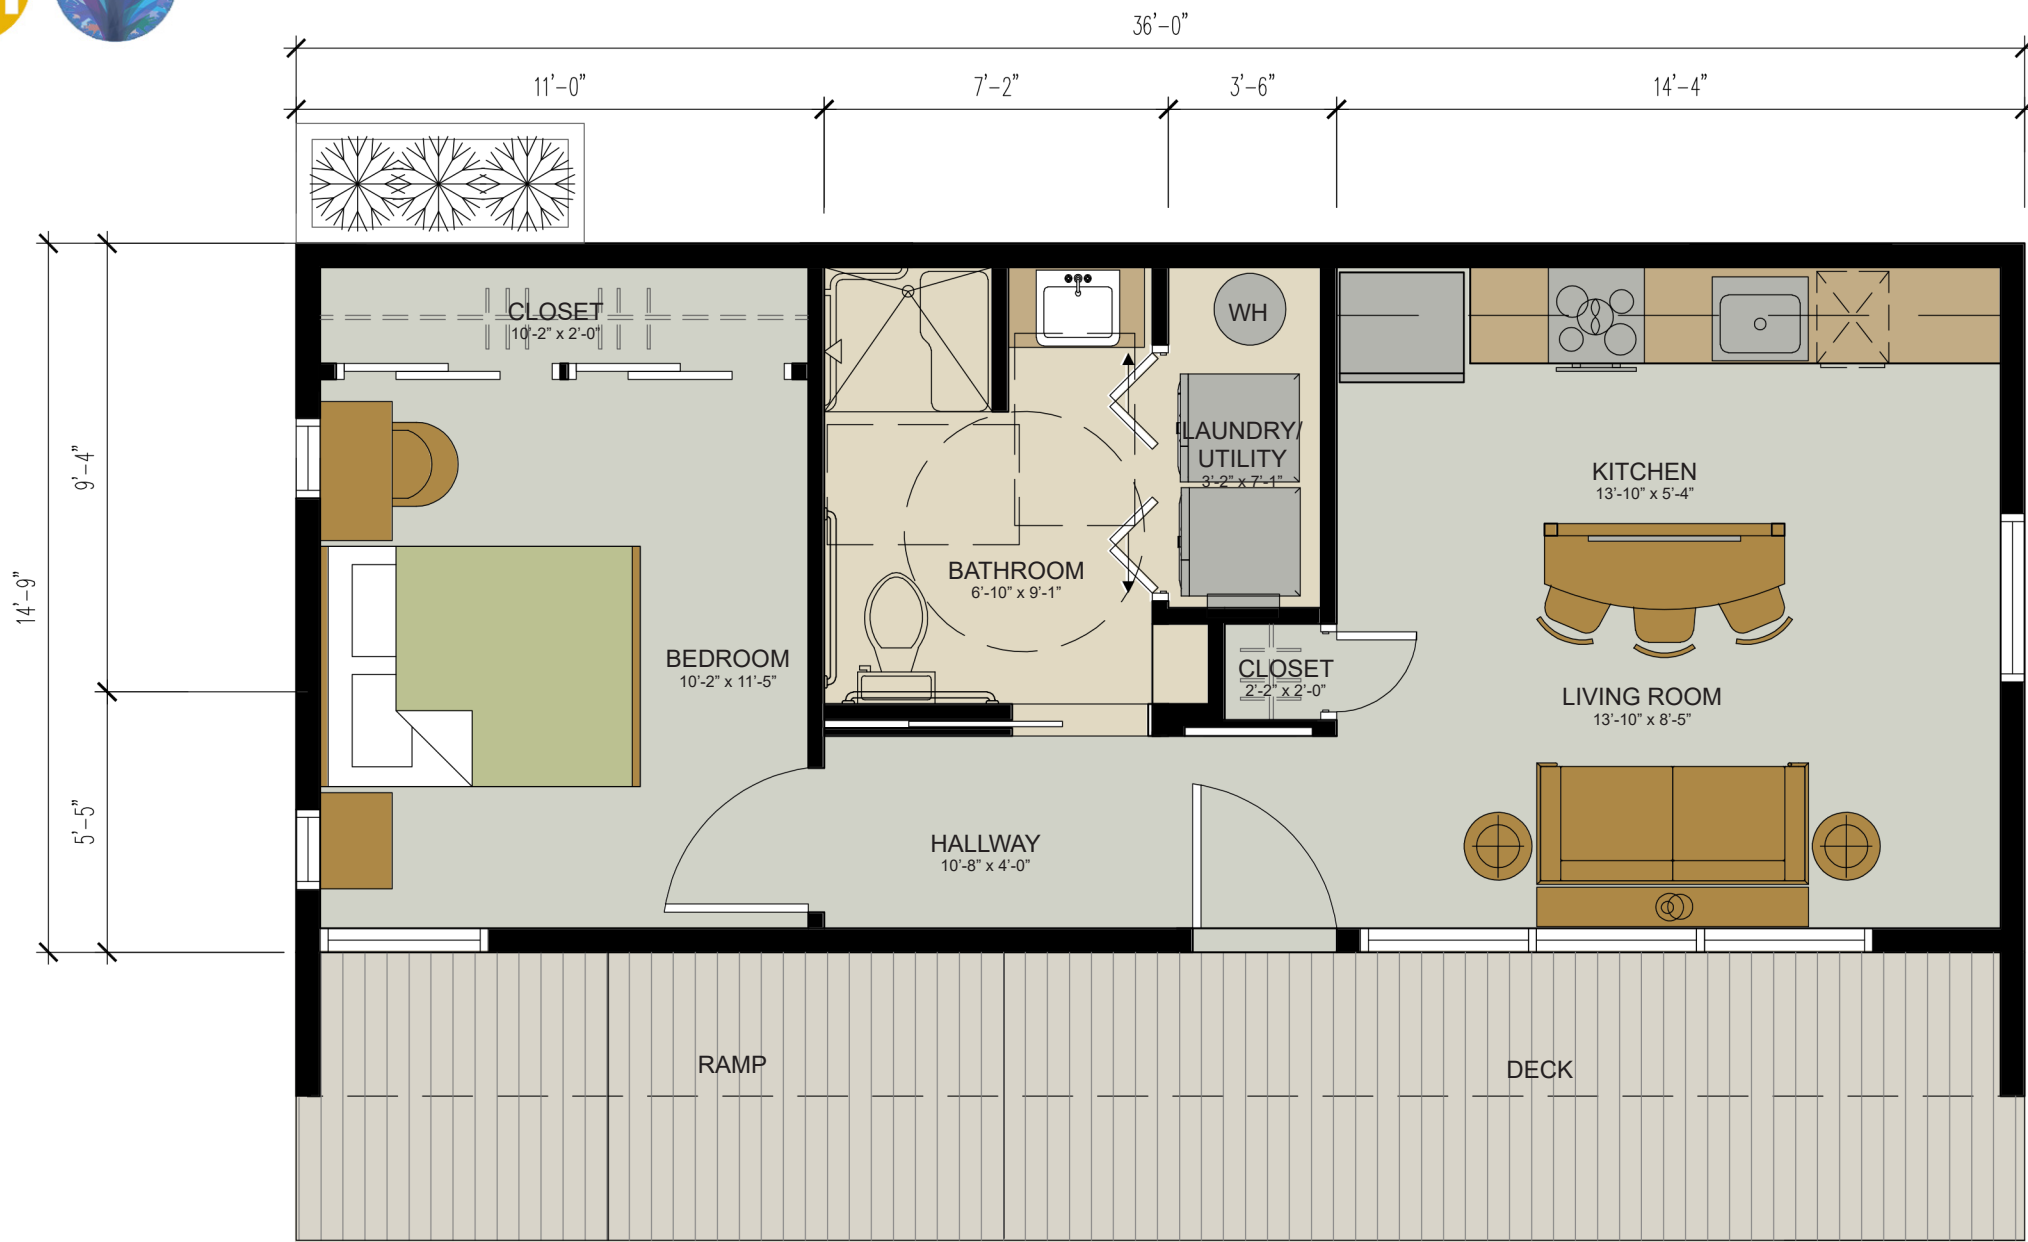 36'-0"
11'-0"
7'-2"
3'-6"
14'-4"
14'-9"
9'-4"
5'-5"
CLOSET
10'-2" x 2'-0"
WH
LAUNDRY/
UTILITY
3'-2" x 7'-1"
KITCHEN
13'-10" x 5'-4"
BATHROOM
6'-10" x 9'-1"
BEDROOM
10'-2" x 11'-5"
CLOSET
2'-2" x 2'-0"
LIVING ROOM
13'-10" x 8'-5"
HALLWAY
10'-8" x 4'-0"
RAMP
DECK